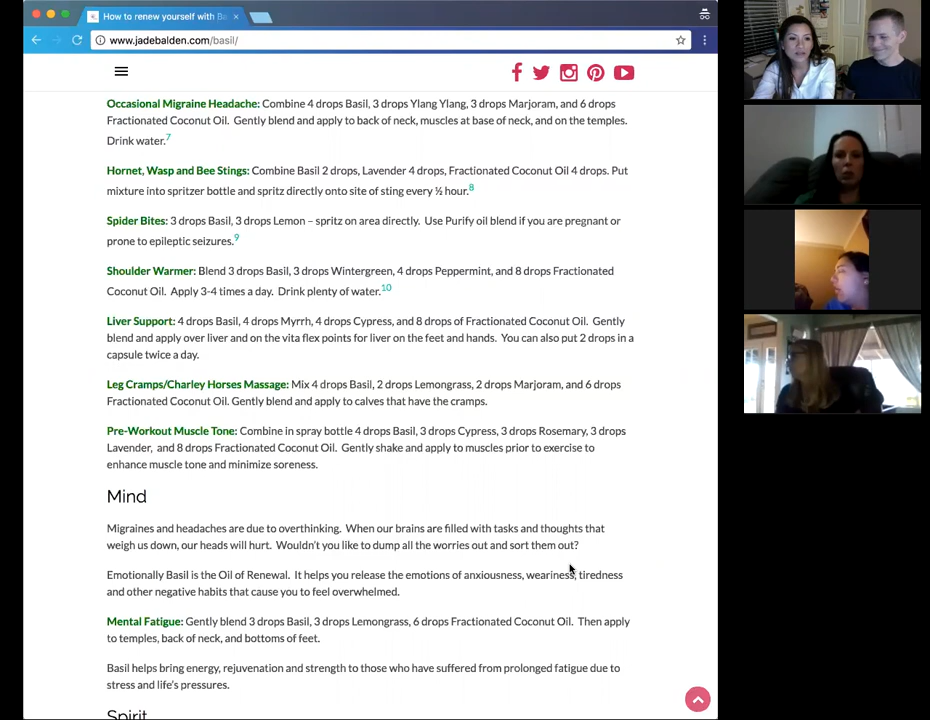 How to renew yourself with Ba
www.jadebalden.com/basil/
Occasional Migraine Headache: Combine 4 drops Basil, 3 drops Ylang Ylang, 3 drops Marjoram, and 6 drops
Fractionated Coconut Oil. Gently blend and apply to back of neck, muscles at base of neck, and on the temples.
Drink water.7
Hornet, Wasp and Bee Stings: Combine Basil 2 drops, Lavender 4 drops, Fractionated Coconut Oil 4 drops. Put
mixture into spritzer bottle and spritz directly onto site of sting every ½ hour.8
Spider Bites: 3 drops Basil, 3 drops Lemon – spritz on area directly. Use Purify oil blend if you are pregnant or
prone to epileptic seizures.9
Shoulder Warmer: Blend 3 drops Basil, 3 drops Wintergreen, 4 drops Peppermint, and 8 drops Fractionated
Coconut Oil. Apply 3-4 times a day. Drink plenty of water.10
Liver Support: 4 drops Basil, 4 drops Myrrh, 4 drops Cypress, and 8 drops of Fractionated Coconut Oil. Gently
blend and apply over liver and on the vita flex points for liver on the feet and hands. You can also put 2 drops in a
capsule twice a day.
Leg Cramps/Charley Horses Massage: Mix 4 drops Basil, 2 drops Lemongrass, 2 drops Marjoram, and 6 drops
Fractionated Coconut Oil. Gently blend and apply to calves that have the cramps.
Pre-Workout Muscle Tone: Combine in spray bottle 4 drops Basil, 3 drops Cypress, 3 drops Rosemary, 3 drops
Lavender, and 8 drops Fractionated Coconut Oil. Gently shake and apply to muscles prior to exercise to
enhance muscle tone and minimize soreness.
Mind
Migraines and headaches are due to overthinking. When our brains are filled with tasks and thoughts that
weigh us down, our heads will hurt. Wouldn't you like to dump all the worries out and sort them out?
Emotionally Basil is the Oil of Renewal. It helps you release the emotions of anxiousness, weariness, tiredness
and other negative habits that cause you to feel overwhelmed.
Mental Fatigue: Gently blend 3 drops Basil, 3 drops Lemongrass, 6 drops Fractionated Coconut Oil. Then apply
to temples, back of neck, and bottoms of feet.
Basil helps bring energy, rejuvenation and strength to those who have suffered from prolonged fatigue due to
stress and life's pressures.
Spirit